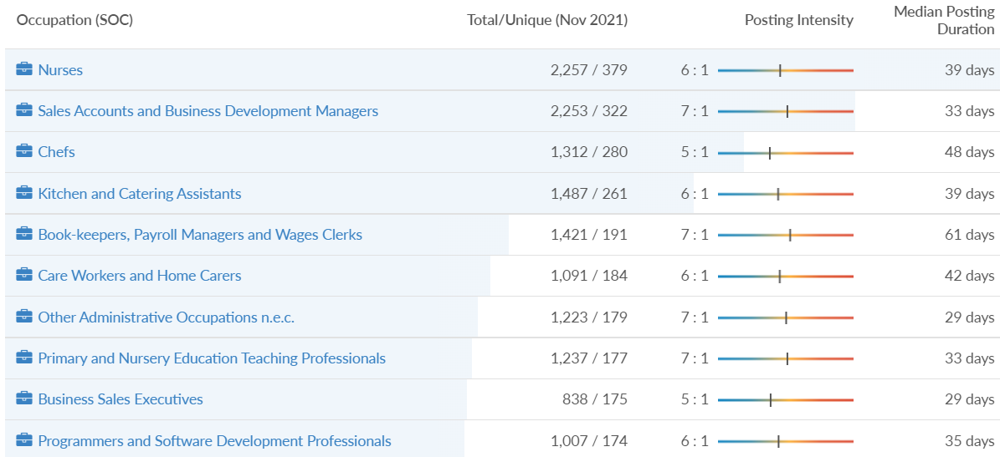 Occupation (SOC) Total/Unique (Nov 2021) Posting Intensity Median Posting Duration
Nurses 2,257 / 379 6 : 1 39 days
Sales Accounts and Business Development Managers 2,253 / 322 7 : 1 33 days
Chefs 1,312 / 280 5 : 1 48 days
Kitchen and Catering Assistants 1,487 / 261 6 : 1 39 days
Book-keepers, Payroll Managers and Wages Clerks 1,421 / 191 7 : 1 61 days
Care Workers and Home Carers 1,091 / 184 6 : 1 42 days
Other Administrative Occupations n.e.c. 1,223 / 179 7 : 1 29 days
Primary and Nursery Education Teaching Professionals 1,237 / 177 7 : 1 33 days
Business Sales Executives 838 / 175 5 : 1 29 days
Programmers and Software Development Professionals 1,007 / 174 6 : 1 35 days